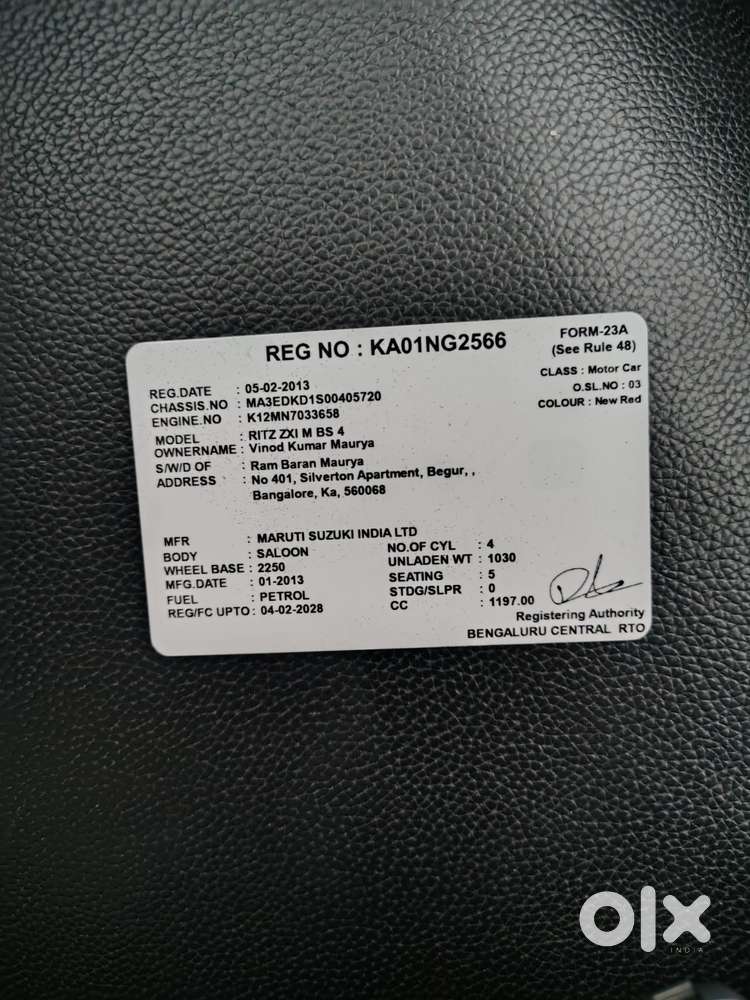 REG NO : KA01NG2566
FORM-23A
(See Rule 48)
REG.DATE : 05-02-2013
CLASS : Motor Car
CHASSIS.NO : MA3EDKD1S00405720
O.SL.NO : 03
ENGINE.NO : K12MN7033658
COLOUR : New Red
MODEL : RITZ ZXI M BS 4
OWNERNAME : Vinod Kumar Maurya
S/W/D OF : Ram Baran Maurya
ADDRESS : No 401, Silverton Apartment, Begur, ,
Bangalore, Ka, 560068
MFR : MARUTI SUZUKI INDIA LTD
BODY : SALOON
NO.OF CYL : 4
WHEEL BASE : 2250
UNLADEN WT : 1030
MFG.DATE : 01-2013
SEATING : 5
FUEL : PETROL
STDG/SLPR : 0
REG/FC UPTO : 04-02-2028
CC : 1197.00
Registering Authority
BENGALURU CENTRAL RTO
olx
INDIA